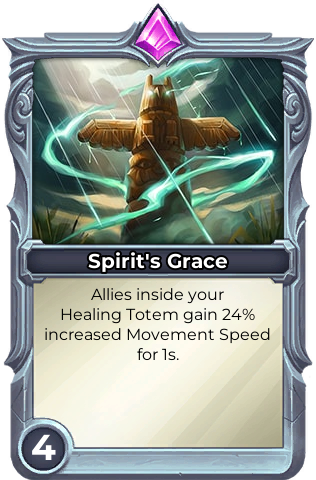 Spirit's Grace
Allies inside your
Healing Totem gain 24%
increased Movement Speed
for 1s.
4